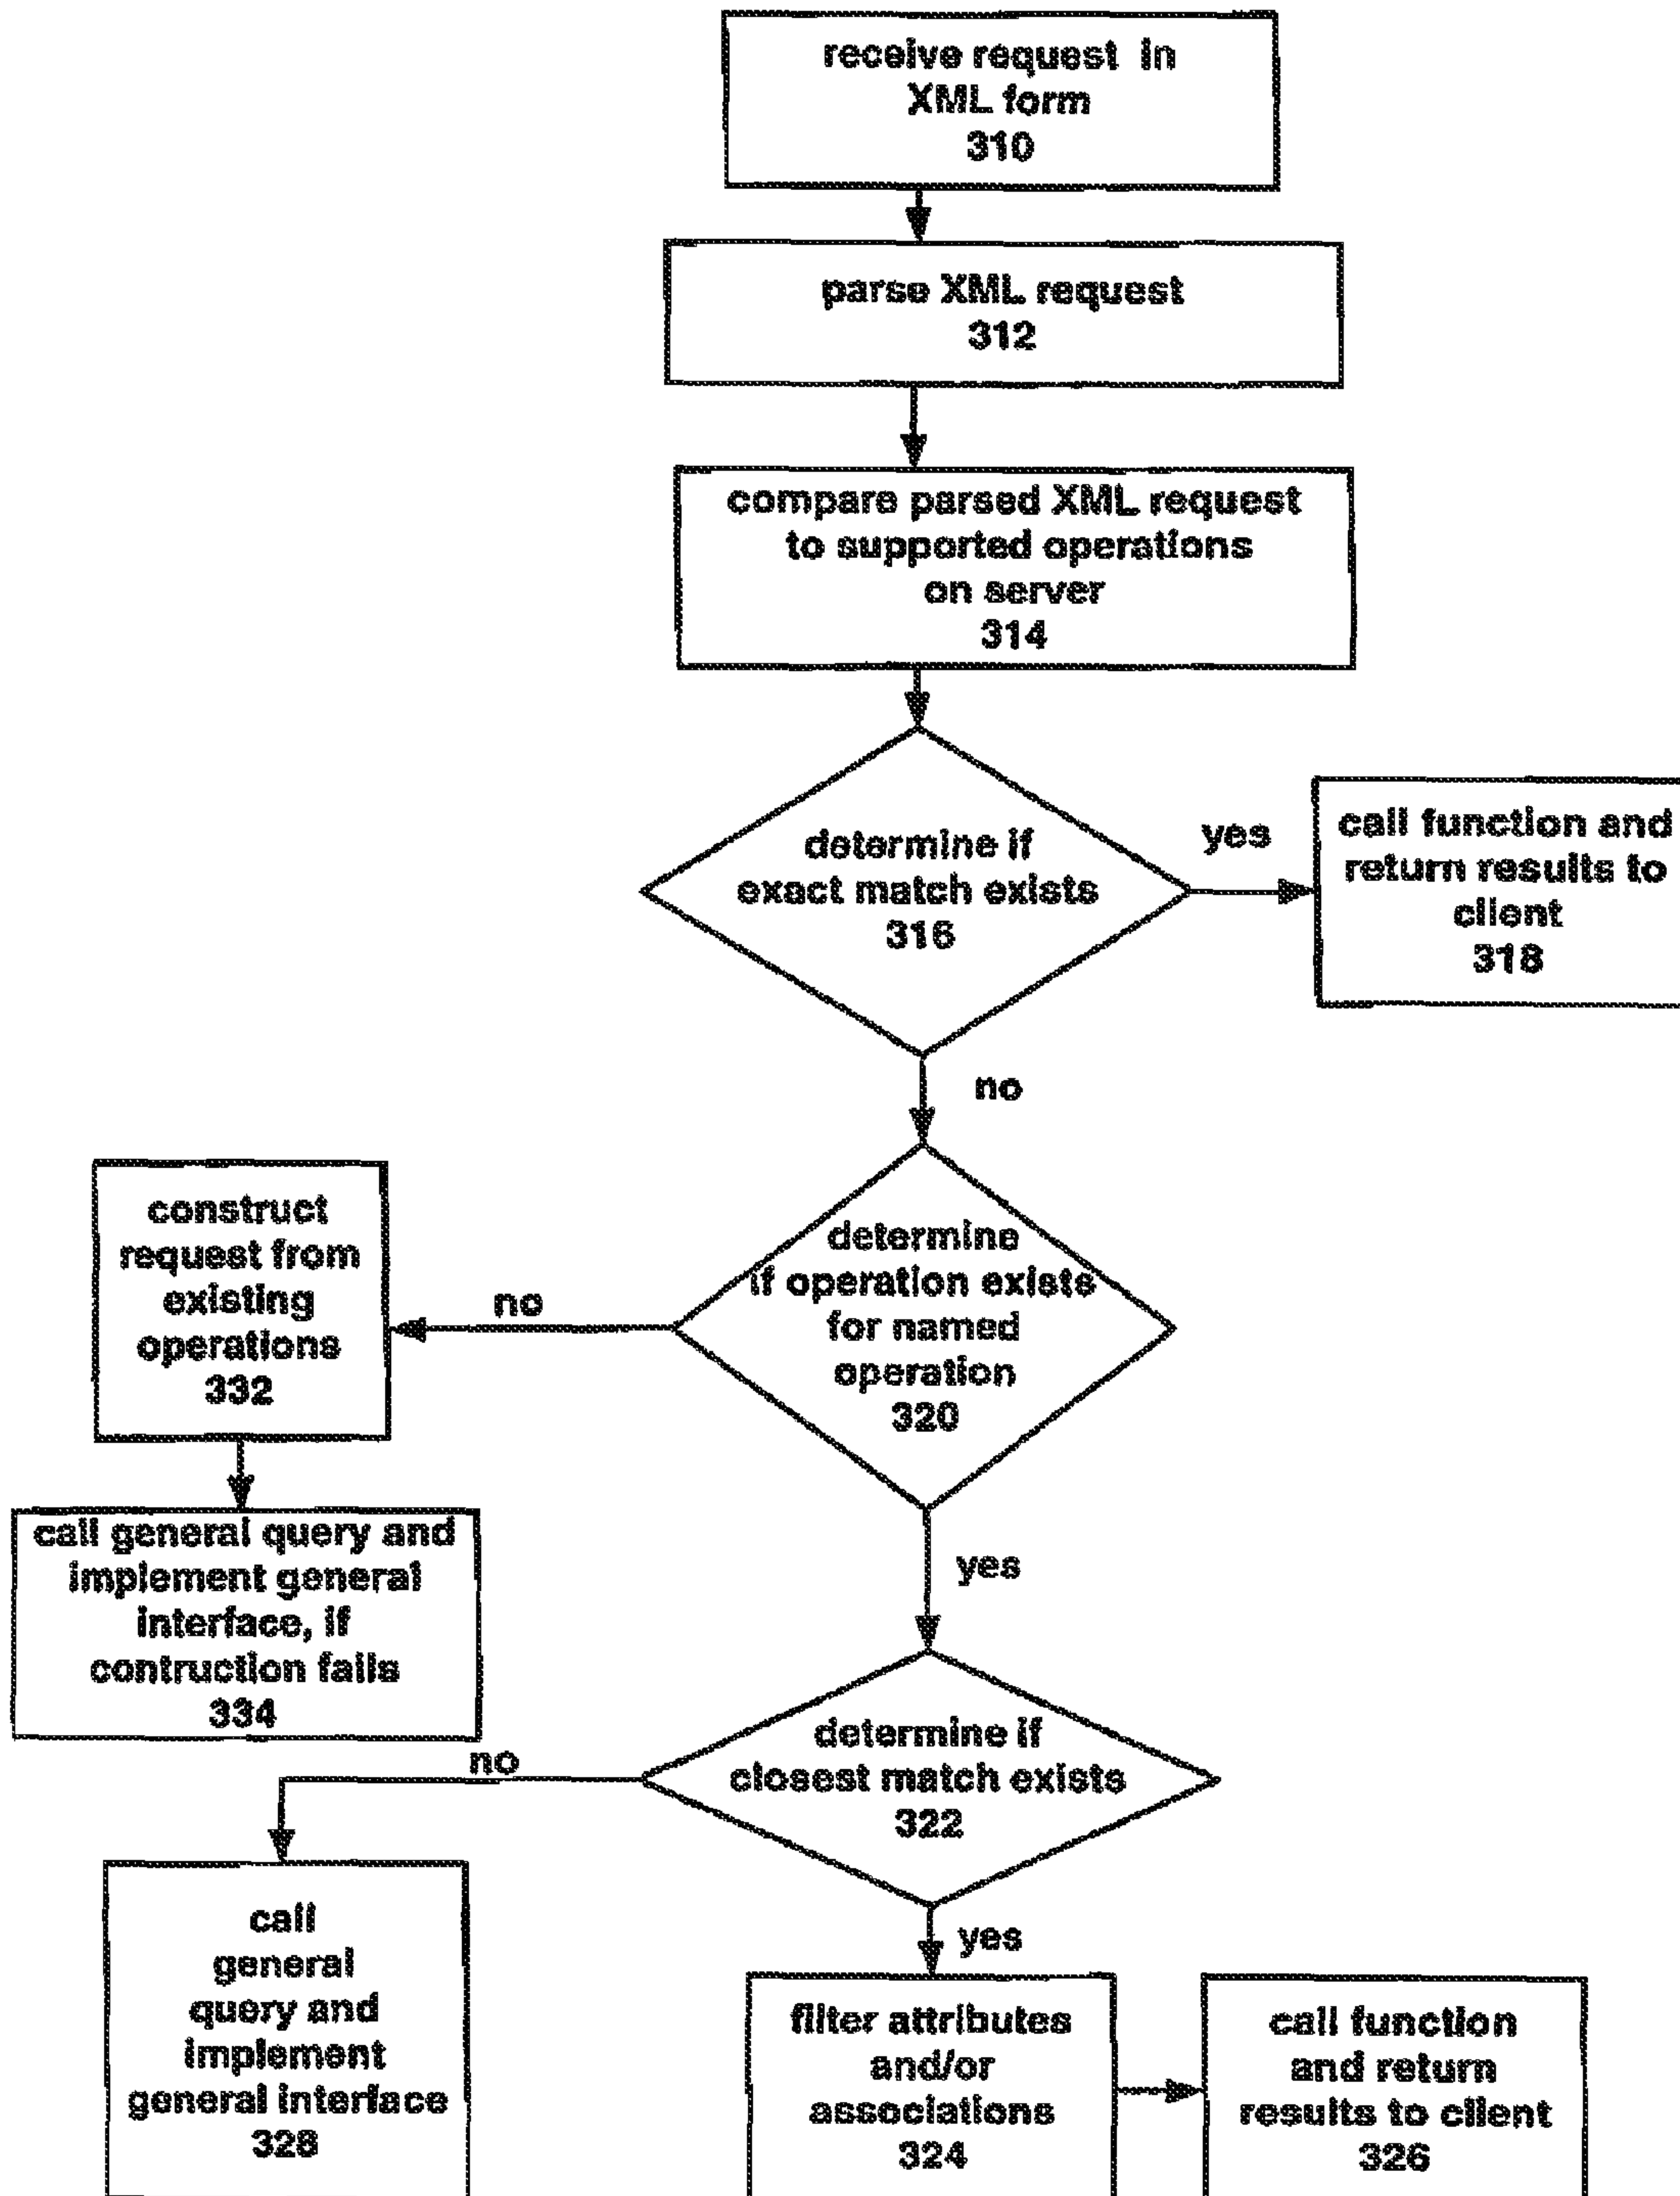 receive request in
XML form
310
parse XML request
312
compare parsed XML request
to supported operations
on server
314
determine if
exact match exists
316
yes
call function and
return results to
client
318
no
determine
if operation exists
for named
operation
320
no
construct
request from
existing
operations
332
call general query and
implement general
interface, if
contruction fails
334
yes
determine if
closest match exists
322
no
call
general
query and
implement
general interface
328
yes
filter attributes
and/or
associations
324
call function
and return
results to client
326